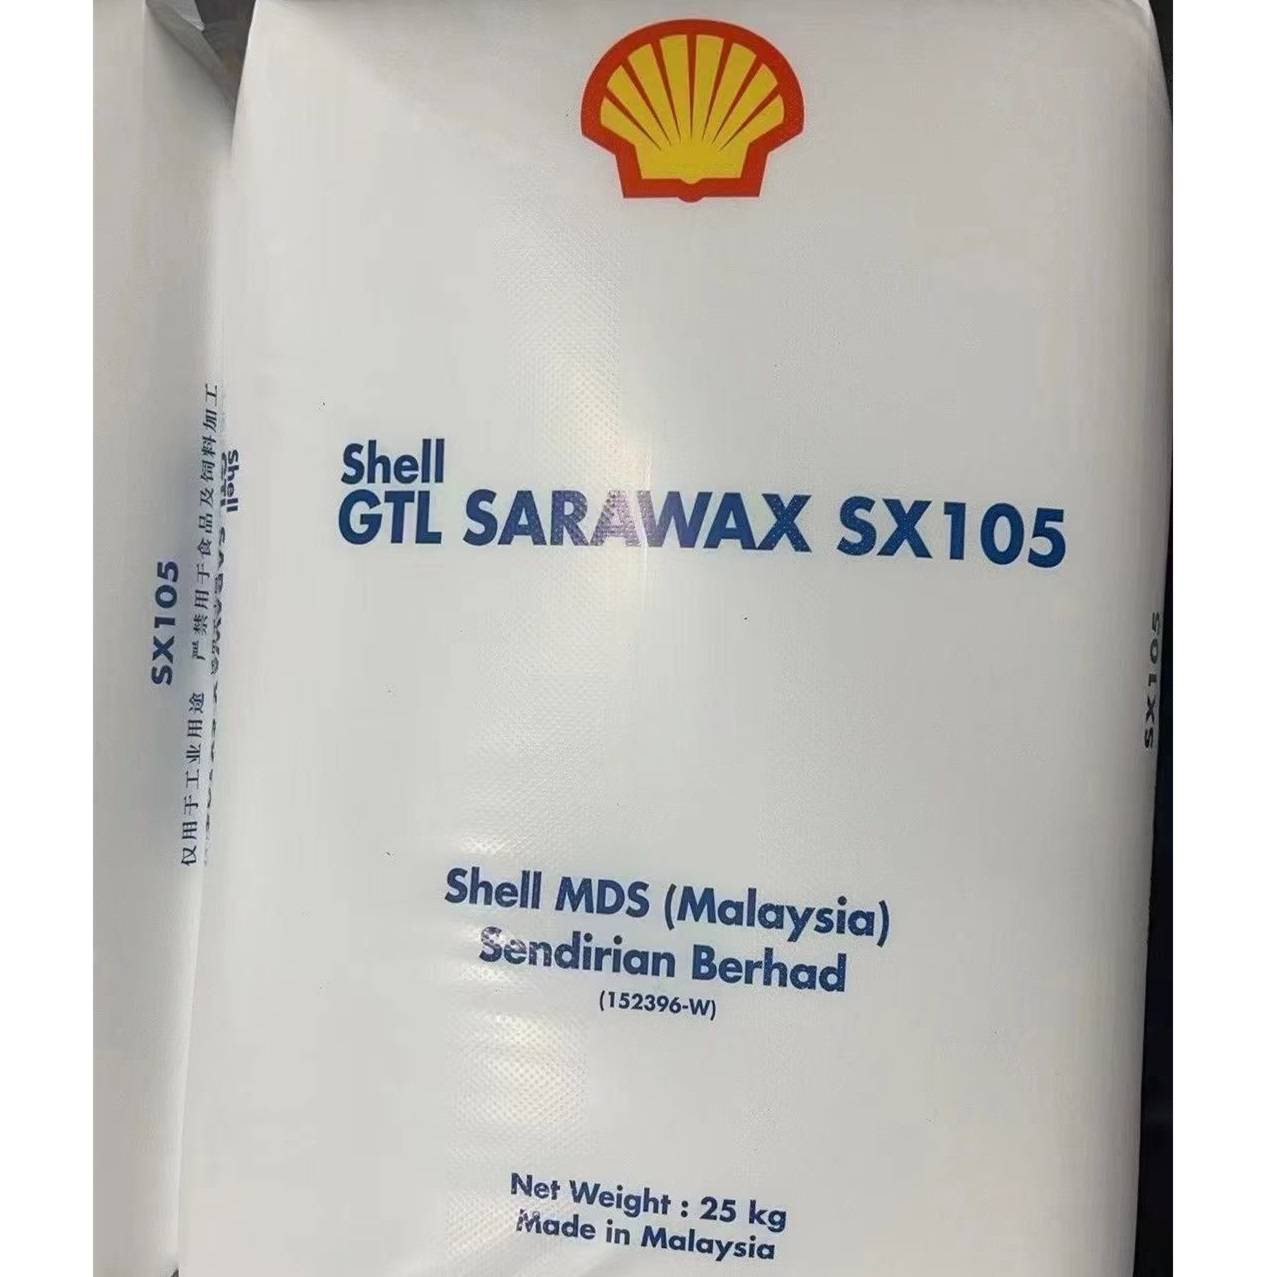 Shell
GTL SARAWAX SX105
Shell MDS (Malaysia)
Sendirian Berhad
(152396-W)
Net Weight : 25 kg
Made in Malaysia
SX105
仅用于工业用途 严禁用于食品及饲料加工
Shell
SX105